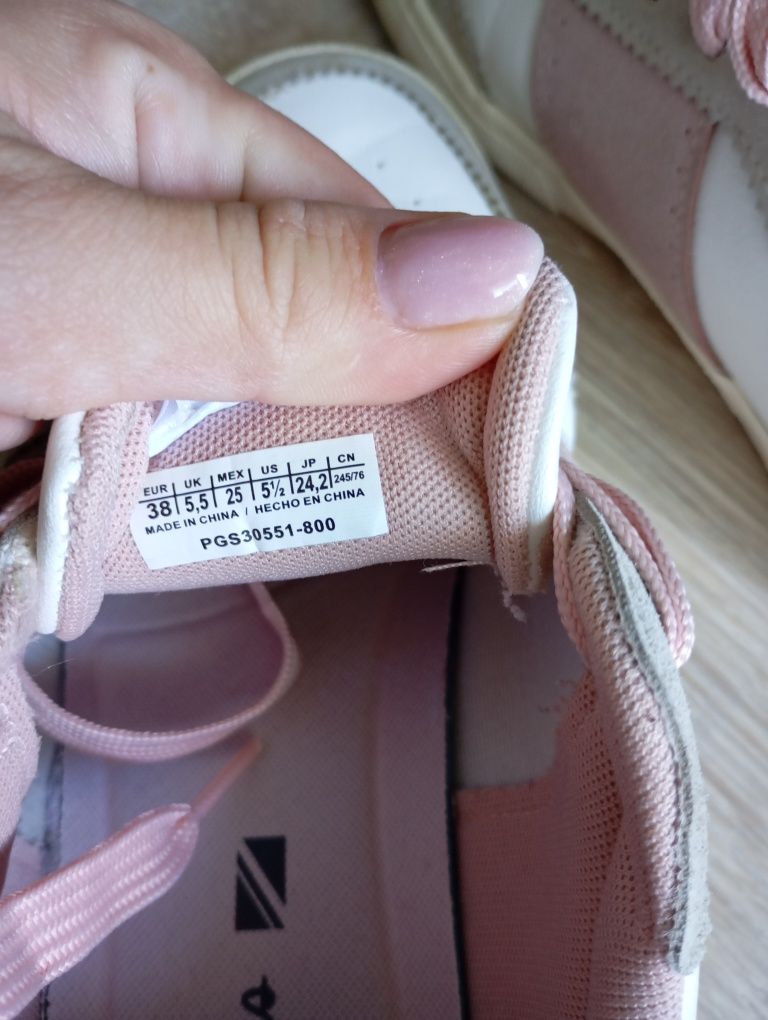 EUR UK MEX US JP CN
38 5,5 25 5½ 24,2 245/76
MADE IN CHINA / HECHO EN CHINA
PGS30551-800